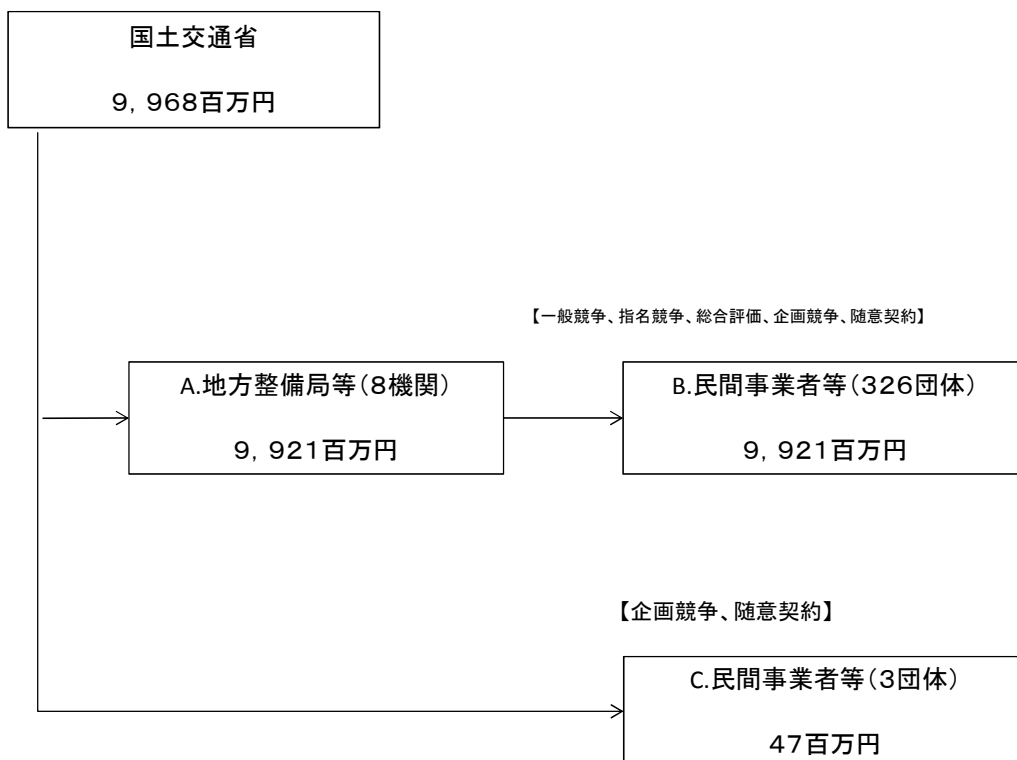 国土交通省
9，968百万円
【一般競争、指名競争、総合評価、企画競争、随意契約】
A.地方整備局等（８機関）
9，921百万円
B.民間事業者等（３２６団体）
9，921百万円
【企画競争、随意契約】
C.民間事業者等（３団体）
47百万円